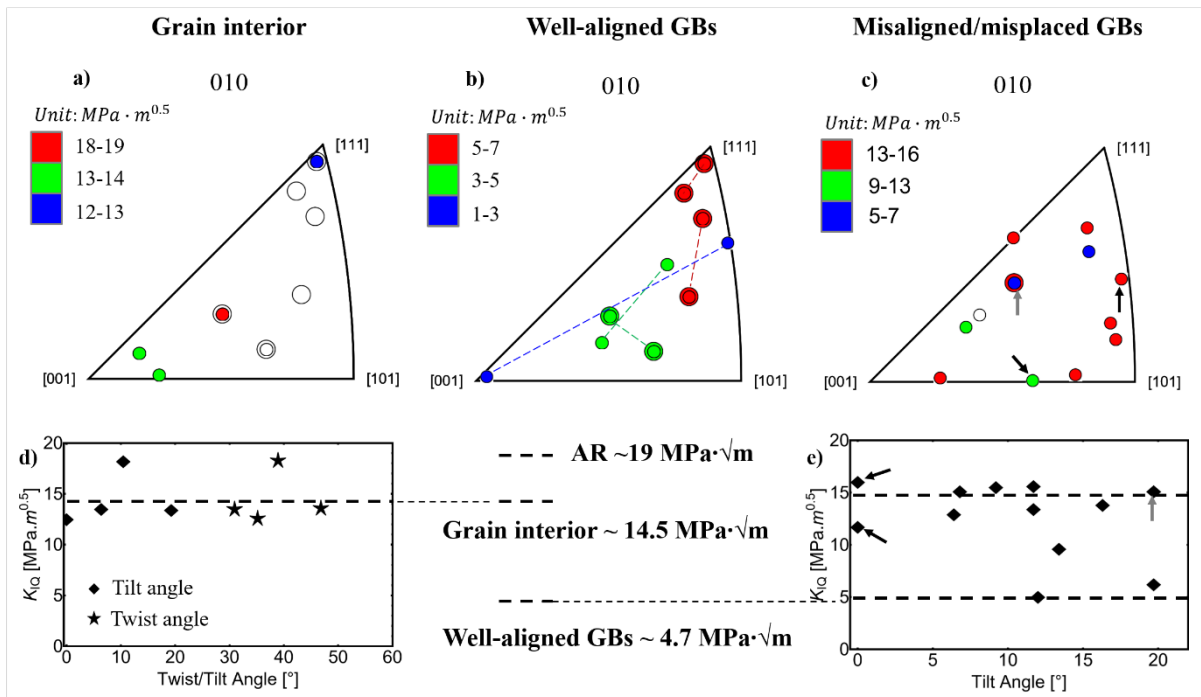 Grain interior
Well-aligned GBs
Misaligned/misplaced GBs
a)
010
Unit: MPa · m^0.5
18-19
13-14
12-13
[111]
[001]
[101]
b)
010
Unit: MPa · m^0.5
5-7
3-5
1-3
[111]
[001]
[101]
c)
010
Unit: MPa · m^0.5
13-16
9-13
5-7
[111]
[001]
[101]
d)
K_IQ [MPa.m^0.5]
20
15
10
5
0
Tilt angle
Twist angle
0 10 20 30 40 50 60
Twist/Tilt Angle [°]
AR ~19 MPa·√m
Grain interior ~ 14.5 MPa·√m
Well-aligned GBs ~ 4.7 MPa·√m
e)
K_IQ [MPa.m^0.5]
20
15
10
5
0
0 5 10 15 20
Tilt Angle [°]